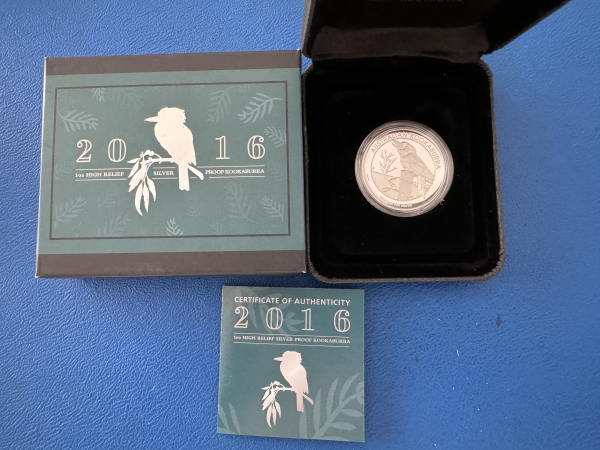 2016
1oz HIGH RELIEF SILVER PROOF KOOKABURRA
AUSTRALIAN KOOKABURRA
CERTIFICATE OF AUTHENTICITY
2016
1oz HIGH RELIEF SILVER PROOF KOOKABURRA